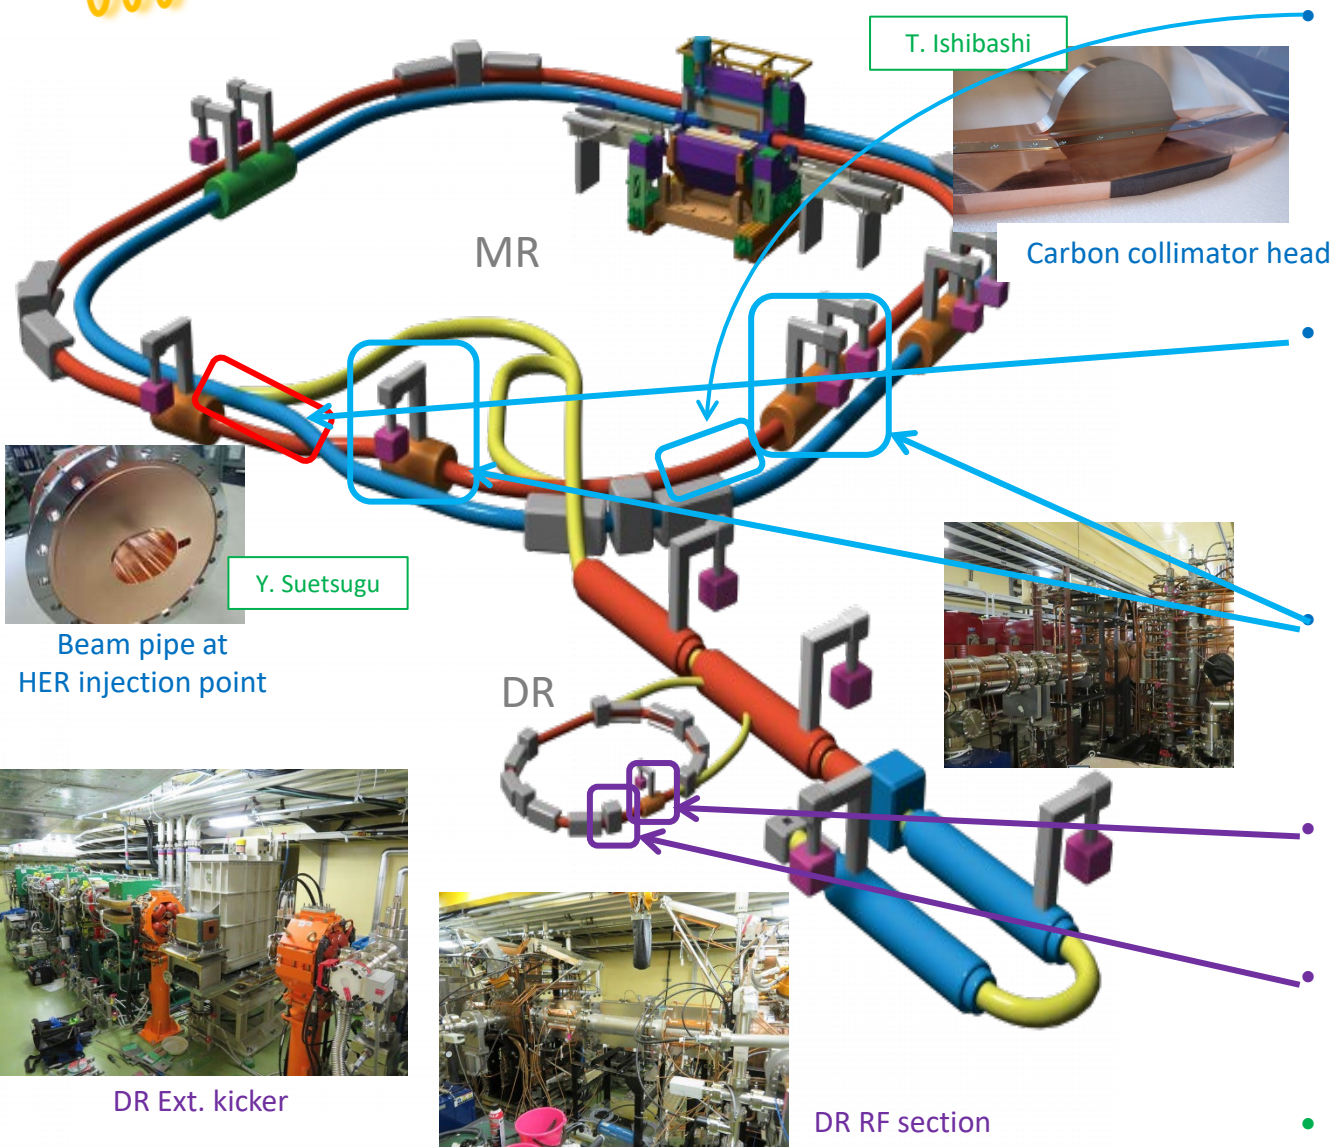 T. Ishibashi
Carbon collimator head
MR
Y. Suetsugu
Beam pipe at
HER injection point
DR
DR Ext. kicker
DR RF section